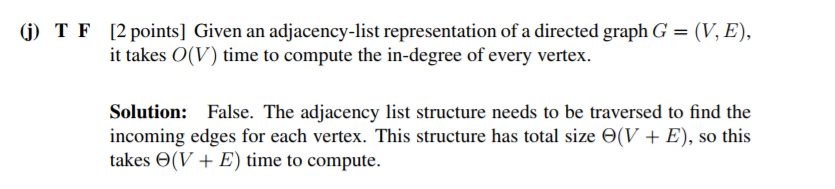 (j) T F [2 points] Given an adjacency-list representation of a directed graph G = (V, E),
it takes O(V) time to compute the in-degree of every vertex.
Solution: False. The adjacency list structure needs to be traversed to find the
incoming edges for each vertex. This structure has total size Θ(V + E), so this
takes Θ(V + E) time to compute.